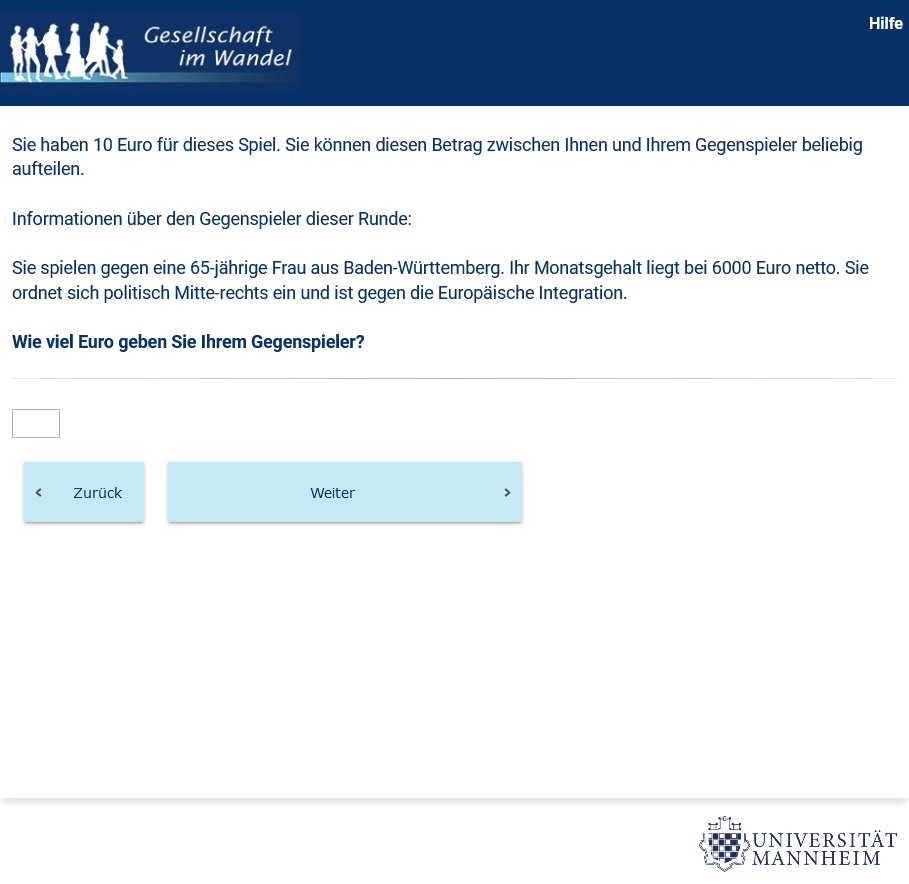 Gesellschaft
im Wandel
Hilfe
Sie haben 10 Euro für dieses Spiel. Sie können diesen Betrag zwischen Ihnen und Ihrem Gegenspieler beliebig
aufteilen.
Informationen über den Gegenspieler dieser Runde:
Sie spielen gegen eine 65-jährige Frau aus Baden-Württemberg. Ihr Monatsgehalt liegt bei 6000 Euro netto. Sie
ordnet sich politisch Mitte-rechts ein und ist gegen die Europäische Integration.
Wie viel Euro geben Sie Ihrem Gegenspieler?
Zurück
Weiter
UNIVERSITÄT
MANNHEIM